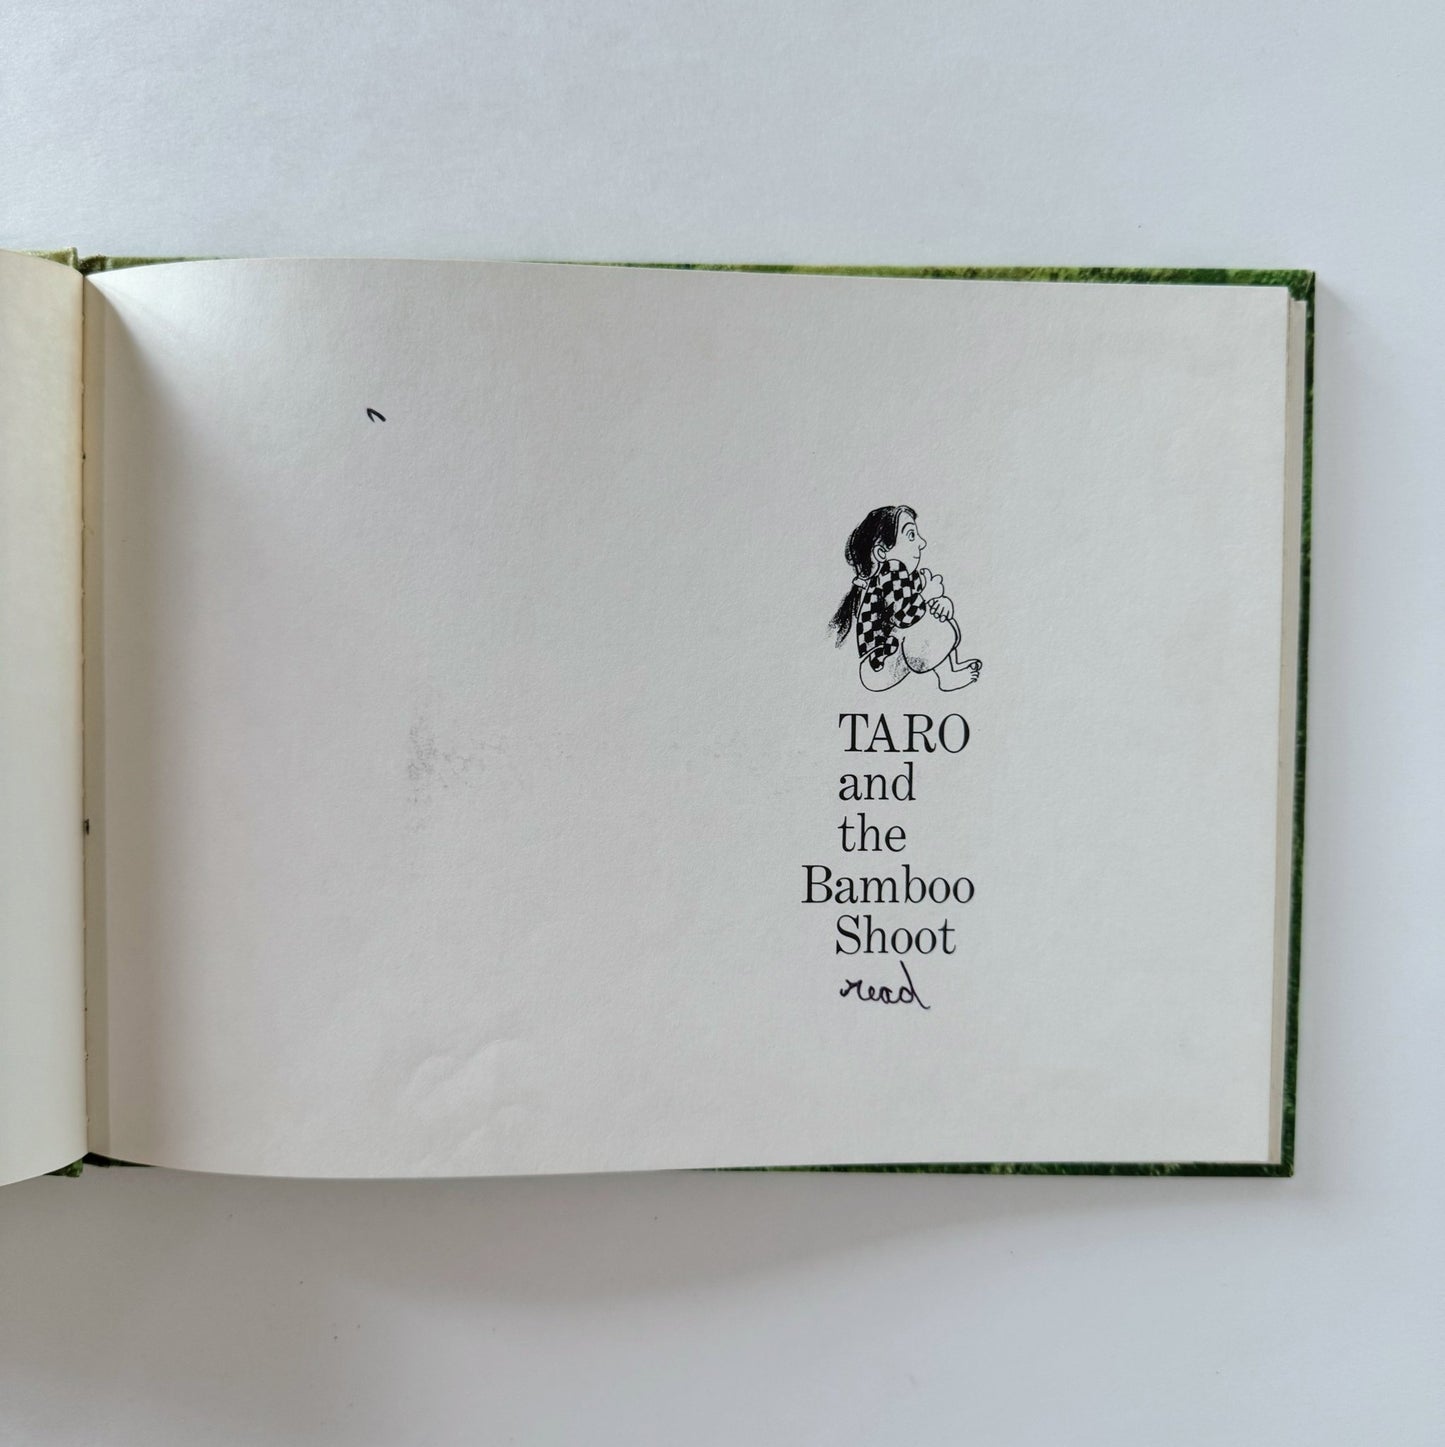 TARO
and
the
Bamboo
Shoot
read